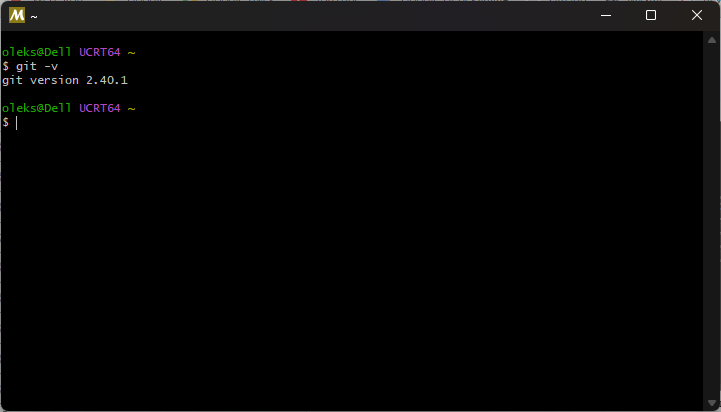 ~
oleks@Dell UCRT64 ~
$ git -v
git version 2.40.1
oleks@Dell UCRT64 ~
$